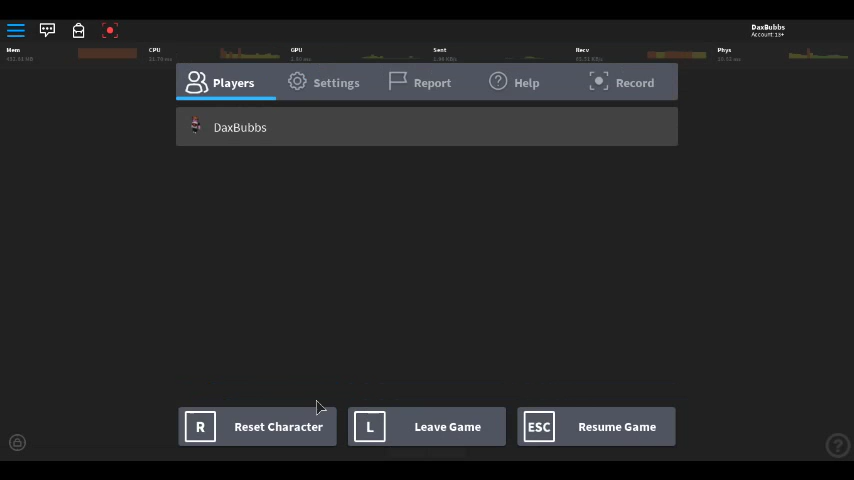 DaxBubbs
Account: 13+
Mem CPU GPU Sent Recv Phys
Players Settings Report Help Record
DaxBubbs
R Reset Character L Leave Game ESC Resume Game